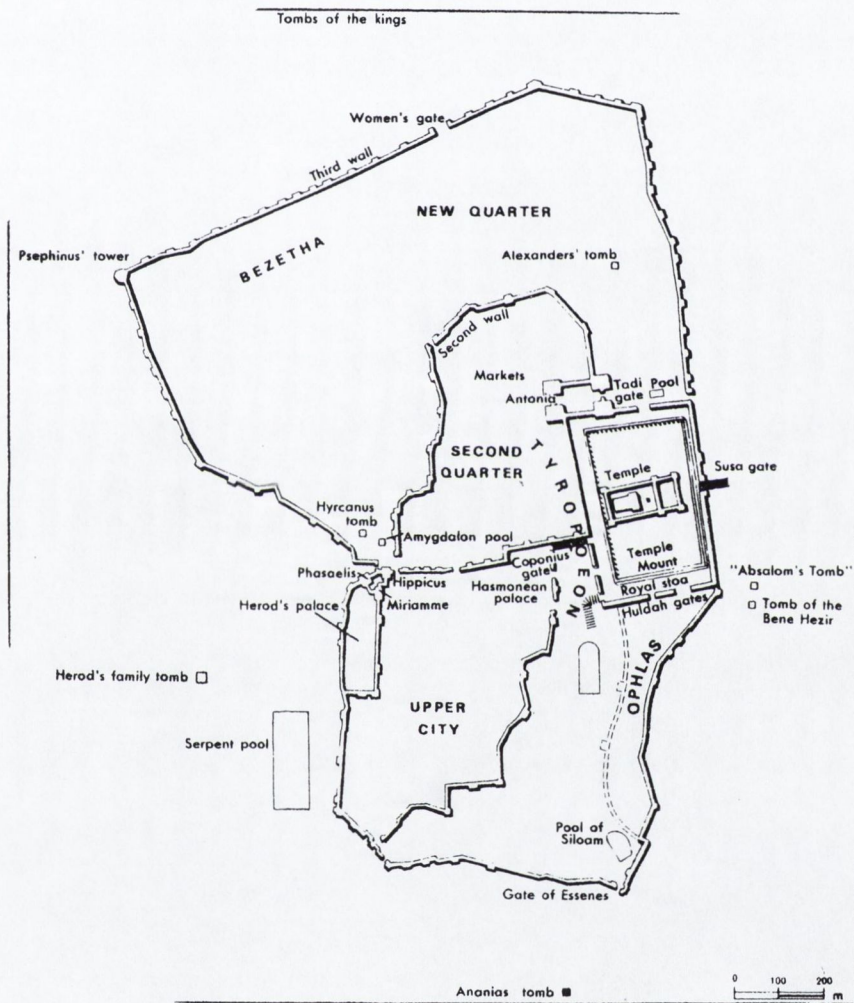 Tombs of the kings
Women's gate
Third wall
NEW QUARTER
Psephinus' tower
BEZETHA
Alexanders' tomb
Second wall
Markets
Tadi gate
Pool
Antonia
SECOND
QUARTER
TYROPOEON
Temple
Susa gate
Hyrcanus
tomb
Amygdalon pool
Temple
Mount
Coponius'
gate
Phasaelis
Hippicus
Hasmonean
palace
Royal stoa
"Absalom's Tomb"
Herod's palace
Miriamme
Huldah gates
Tomb of the
Bene Hezir
Herod's family tomb
OPHLAS
UPPER
CITY
Serpent pool
Pool of
Siloam
Gate of Essenes
Ananias tomb
0 100 200
m